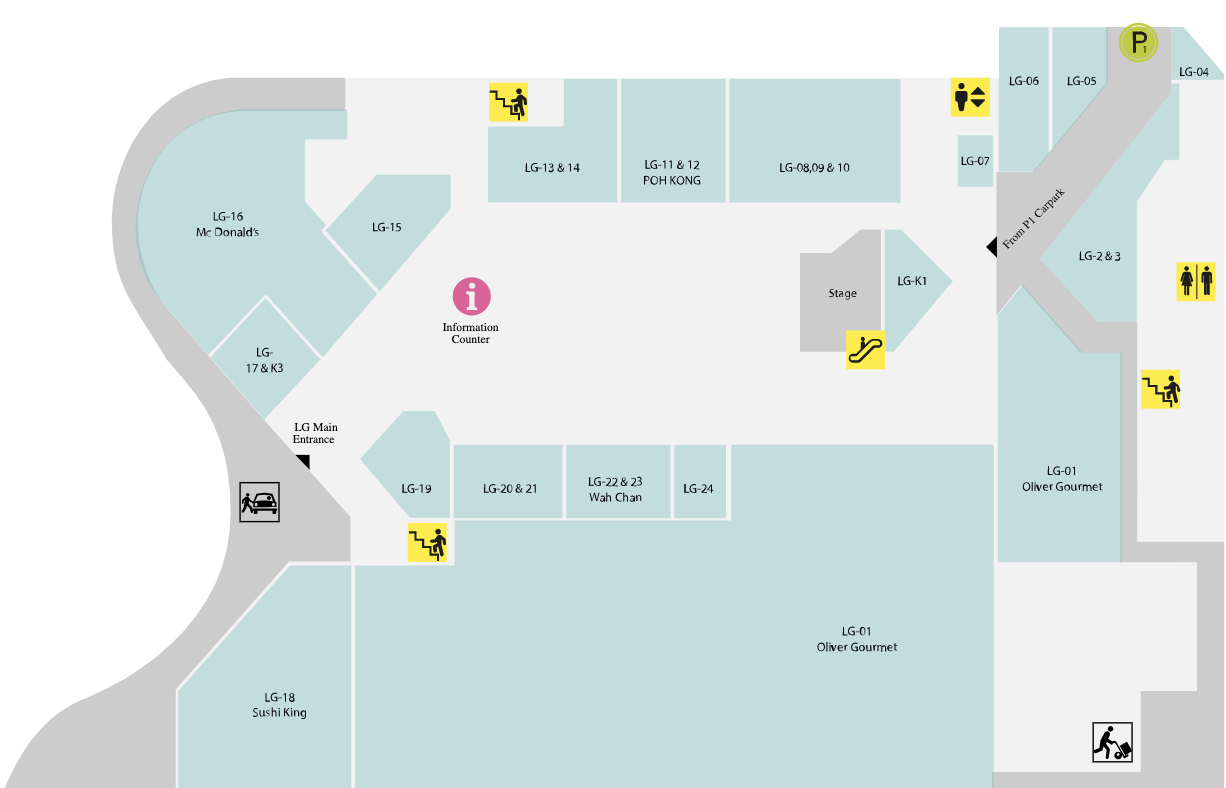 P1
LG-06
LG-05
LG-04
LG-13 & 14
LG-11 & 12
POH KONG
LG-08,09 & 10
LG-07
LG-16
Mc Donald's
LG-15
From P1 Carpark
LG-2 & 3
Stage
LG-K1
i
Information
Counter
LG-
17 & K3
LG Main
Entrance
LG-19
LG-20 & 21
LG-22 & 23
Wah Chan
LG-24
LG-01
Oliver Gourmet
LG-01
Oliver Gourmet
LG-18
Sushi King